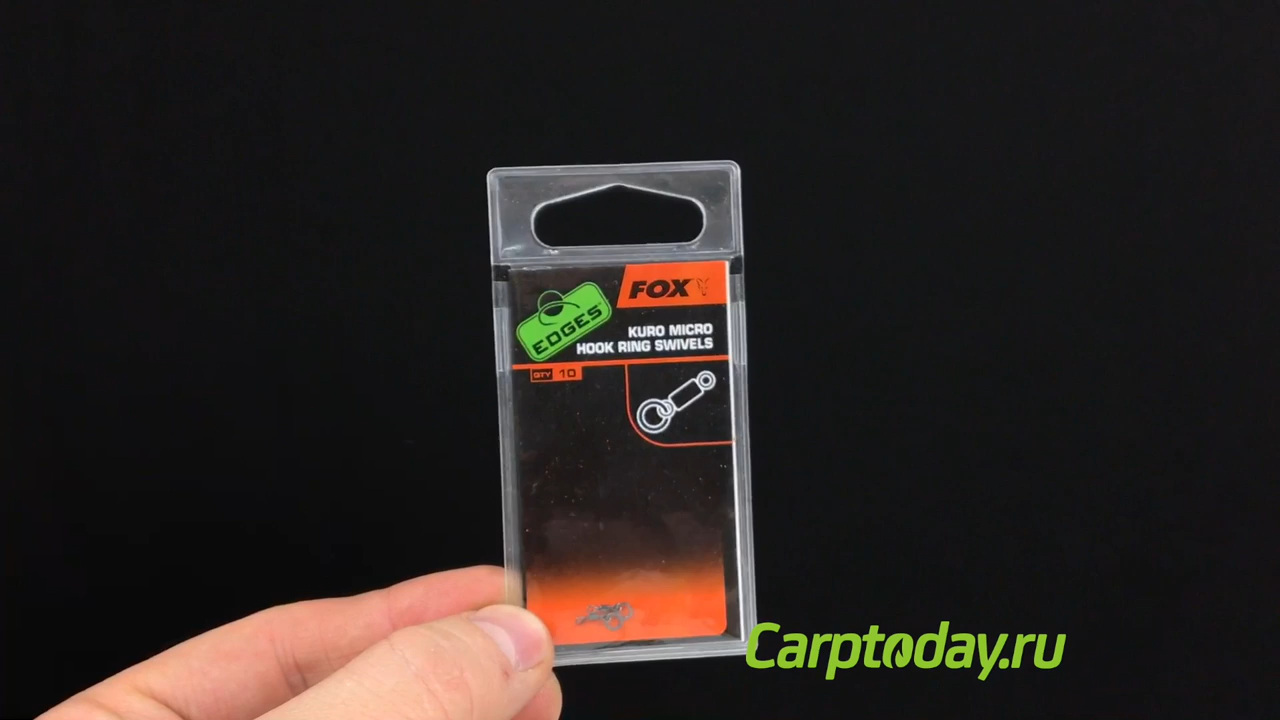 FOX
EDGES
KURO MICRO
HOOK RING SWIVELS
QTY 10
Carptoday.ru